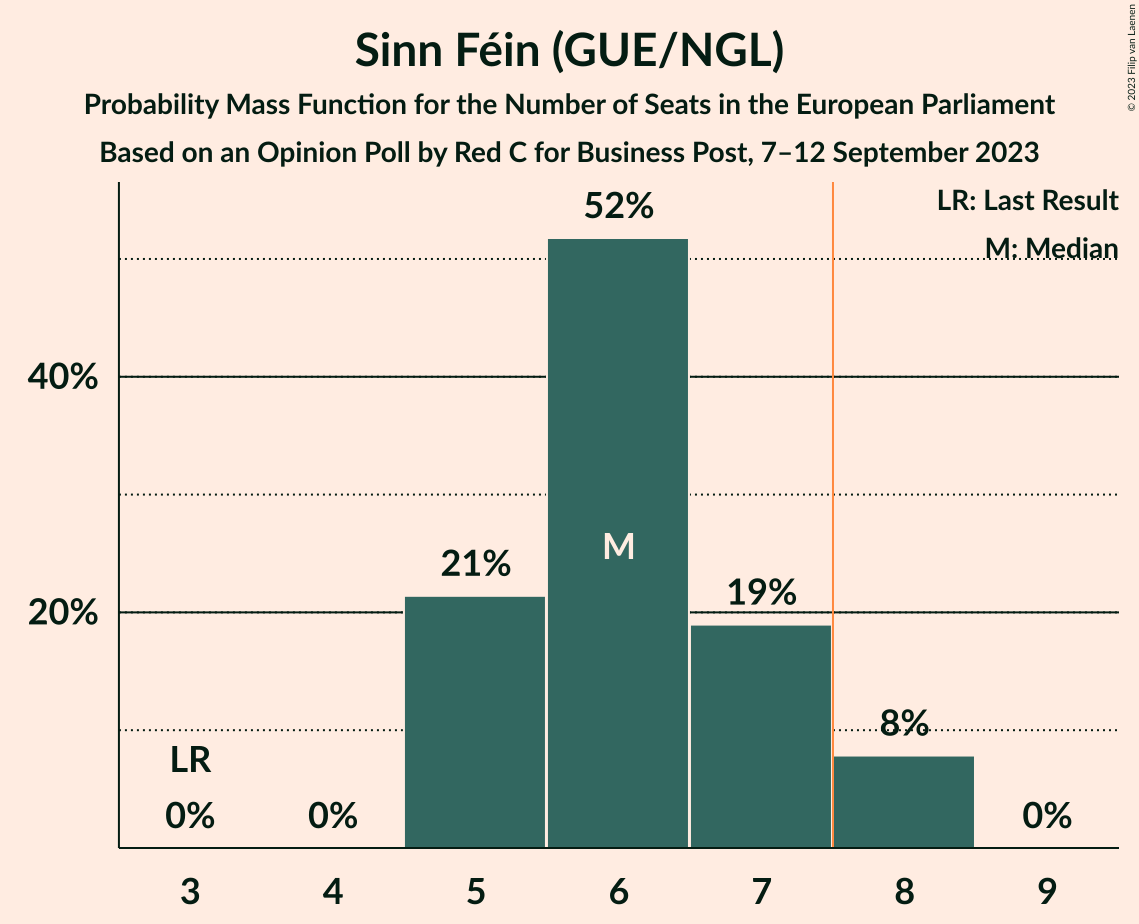 Sinn Féin (GUE/NGL)
Probability Mass Function for the Number of Seats in the European Parliament
Based on an Opinion Poll by Red C for Business Post, 7–12 September 2023
© 2023 Filip van Laenen
LR: Last Result
M: Median
52%
40%
M
21%
19%
20%
8%
LR
0%
0%
0%
3
4
5
6
7
8
9